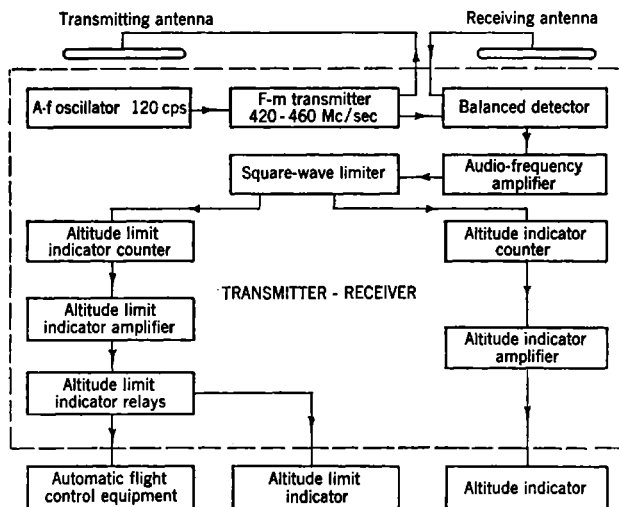 Transmitting antenna
Receiving antenna
A-f oscillator 120 cps
F-m transmitter
420-460 Mc/sec
Balanced detector
Square-wave limiter
Audio-frequency
amplifier
Altitude limit
indicator counter
Altitude indicator
counter
TRANSMITTER - RECEIVER
Altitude limit
indicator amplifier
Altitude indicator
amplifier
Altitude limit
indicator relays
Automatic flight
control equipment
Altitude limit
indicator
Altitude indicator